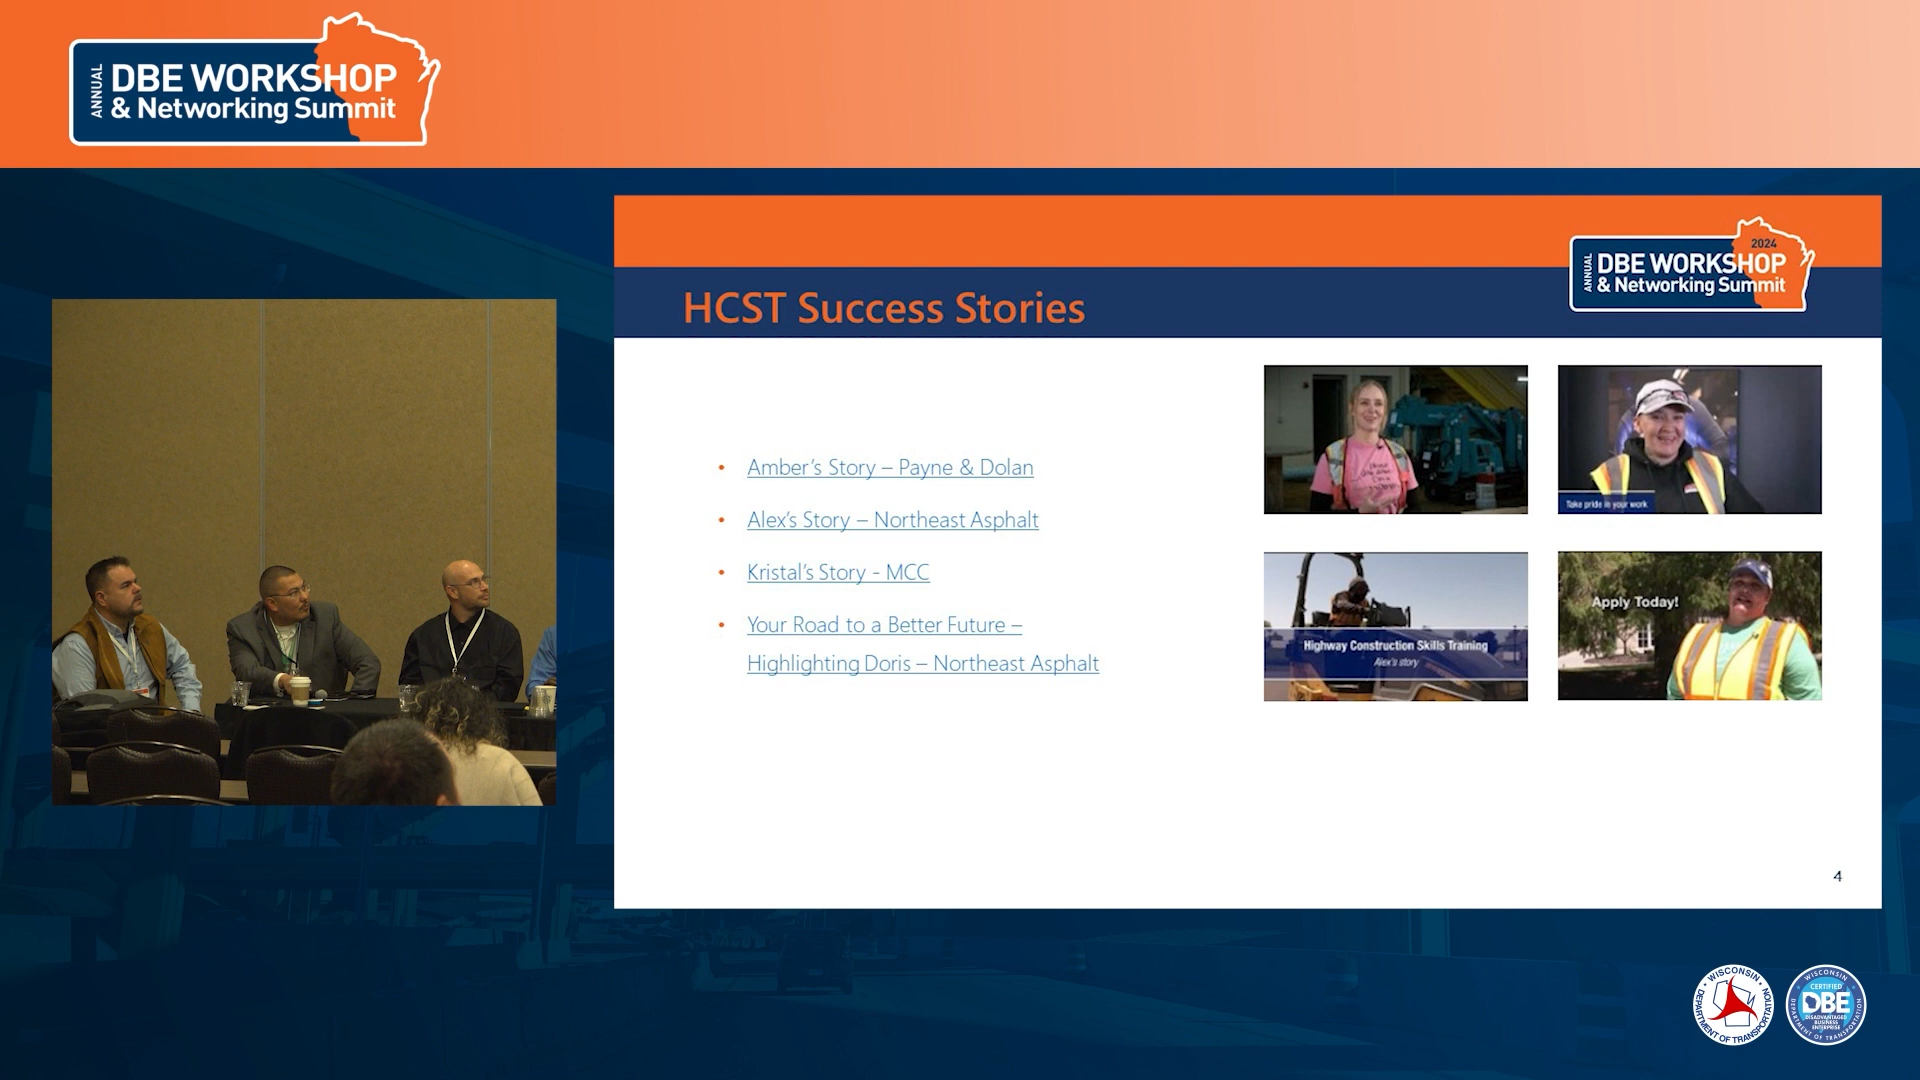 ANNUAL
DBE WORKSHOP
& Networking Summit
2024
ANNUAL
DBE WORKSHOP
& Networking Summit
HCST Success Stories
• Amber's Story – Payne & Dolan
• Alex's Story – Northeast Asphalt
• Kristal's Story - MCC
• Your Road to a Better Future –
Highlighting Doris – Northeast Asphalt
Take pride in your work
Highway Construction Skills Training
Alex's story
Apply Today!
4
WISCONSIN
DEPARTMENT OF TRANSPORTATION
WISCONSIN
CERTIFIED
DBE
DISADVANTAGED
BUSINESS
ENTERPRISE
DEPARTMENT OF TRANSPORTATION